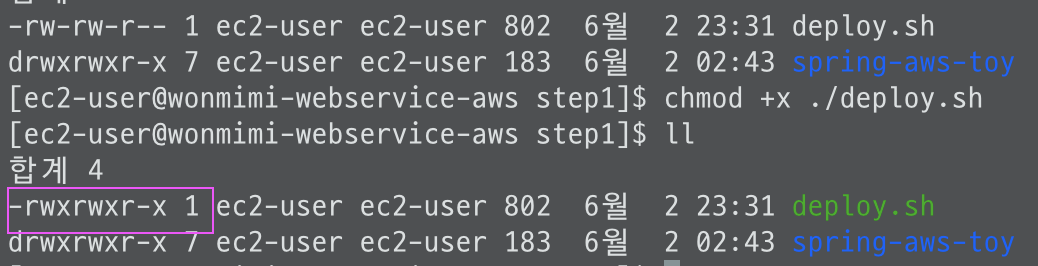 -rw-rw-r-- 1 ec2-user ec2-user 802  6월  2 23:31 deploy.sh
drwxrwxr-x 7 ec2-user ec2-user 183  6월  2 02:43 spring-aws-toy
[ec2-user@wonmimi-webservice-aws step1]$ chmod +x ./deploy.sh
[ec2-user@wonmimi-webservice-aws step1]$ ll
합계 4
-rwxrwxr-x 1 ec2-user ec2-user 802  6월  2 23:31 deploy.sh
drwxrwxr-x 7 ec2-user ec2-user 183  6월  2 02:43 spring-aws-toy